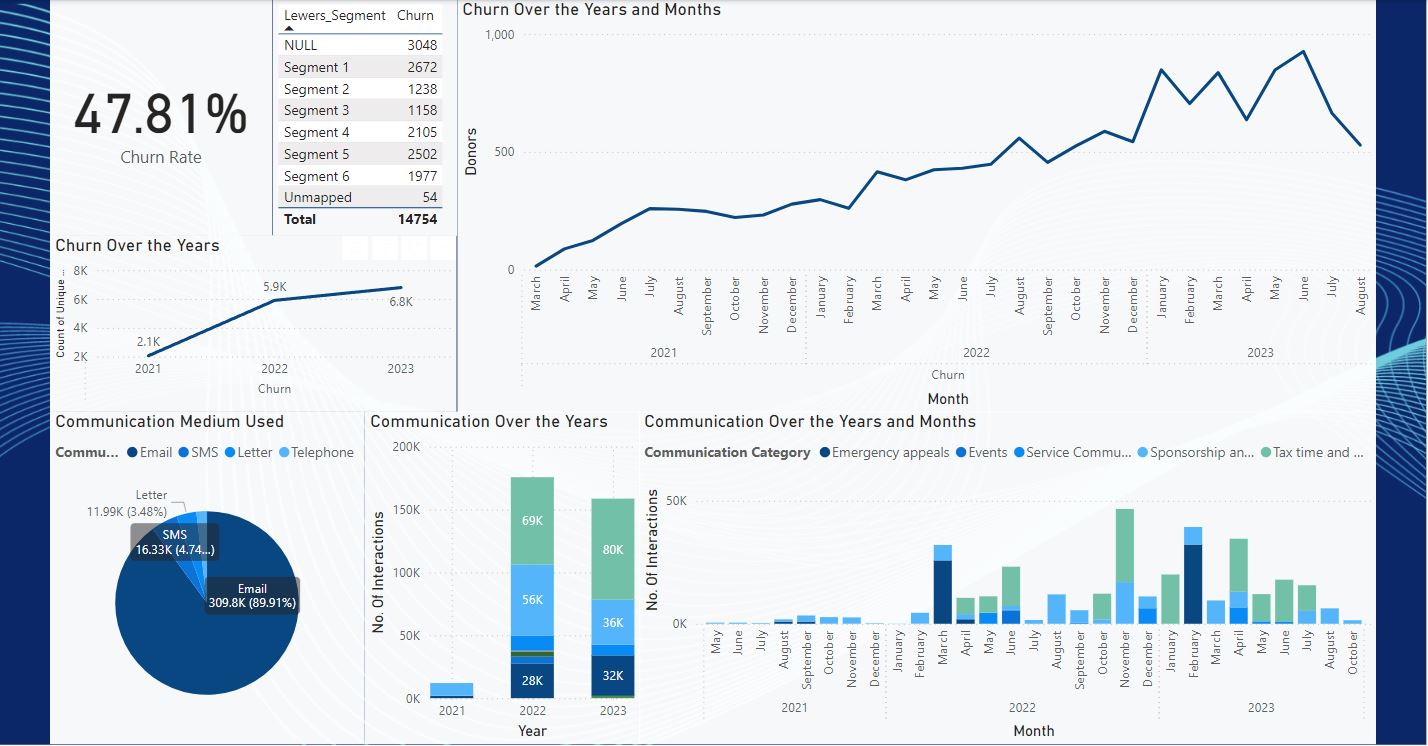 47.81%
Churn Rate
Lewers_Segment Churn
NULL 3048
Segment 1 2672
Segment 2 1238
Segment 3 1158
Segment 4 2105
Segment 5 2502
Segment 6 1977
Unmapped 54
Total 14754
Churn Over the Years and Months
Donors
1,000
500
0
March April May June July August September October November December January February March April May June July August September October November December January February March April May June July August
2021 2022 2023
Churn
Month
Churn Over the Years
Count of Unique ...
8K
6K
4K
2K
2.1K
5.9K
6.8K
2021 2022 2023
Churn
Communication Medium Used
Commu... Email SMS Letter Telephone
Letter
11.99K (3.48%)
SMS
16.33K (4.74...)
Email
309.8K (89.91%)
Communication Over the Years
No. Of Interactions
200K
150K
100K
50K
0K
69K
56K
28K
80K
36K
32K
2021 2022 2023
Year
Communication Over the Years and Months
Communication Category Emergency appeals Events Service Commu... Sponsorship an... Tax time and ...
No. Of Interactions
50K
0K
May June July August September October November December January February March April May June July August September October November December January February March April May June July August October
2021 2022 2023
Month